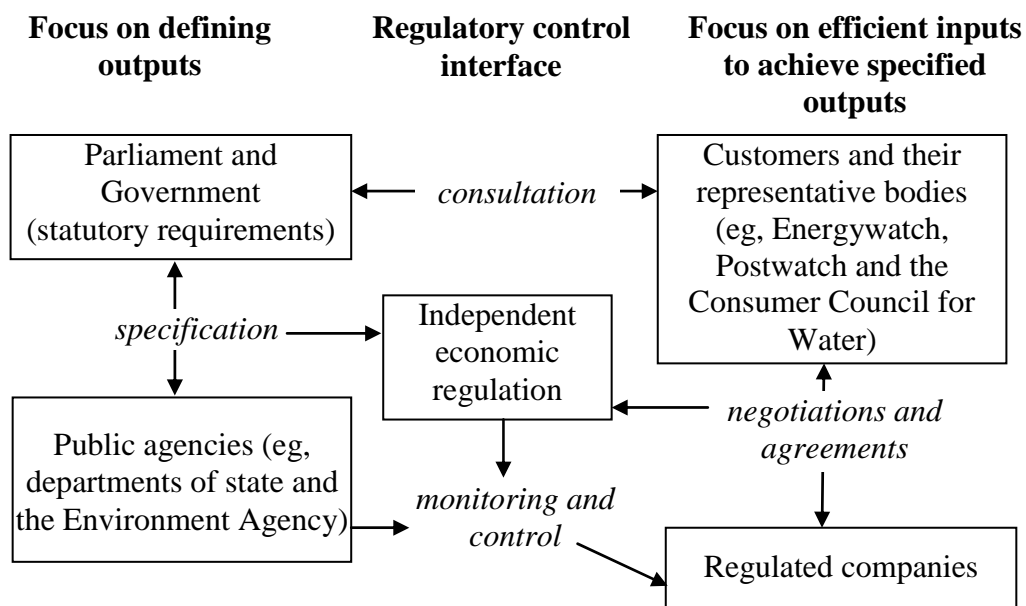 Focus on defining
outputs
Regulatory control
interface
Focus on efficient inputs
to achieve specified
outputs
Parliament and
Government
(statutory requirements)
consultation
Customers and their
representative bodies
(eg, Energywatch,
Postwatch and the
Consumer Council for
Water)
specification
Independent
economic
regulation
negotiations and
agreements
Public agencies (eg,
departments of state and
the Environment Agency)
monitoring and
control
Regulated companies